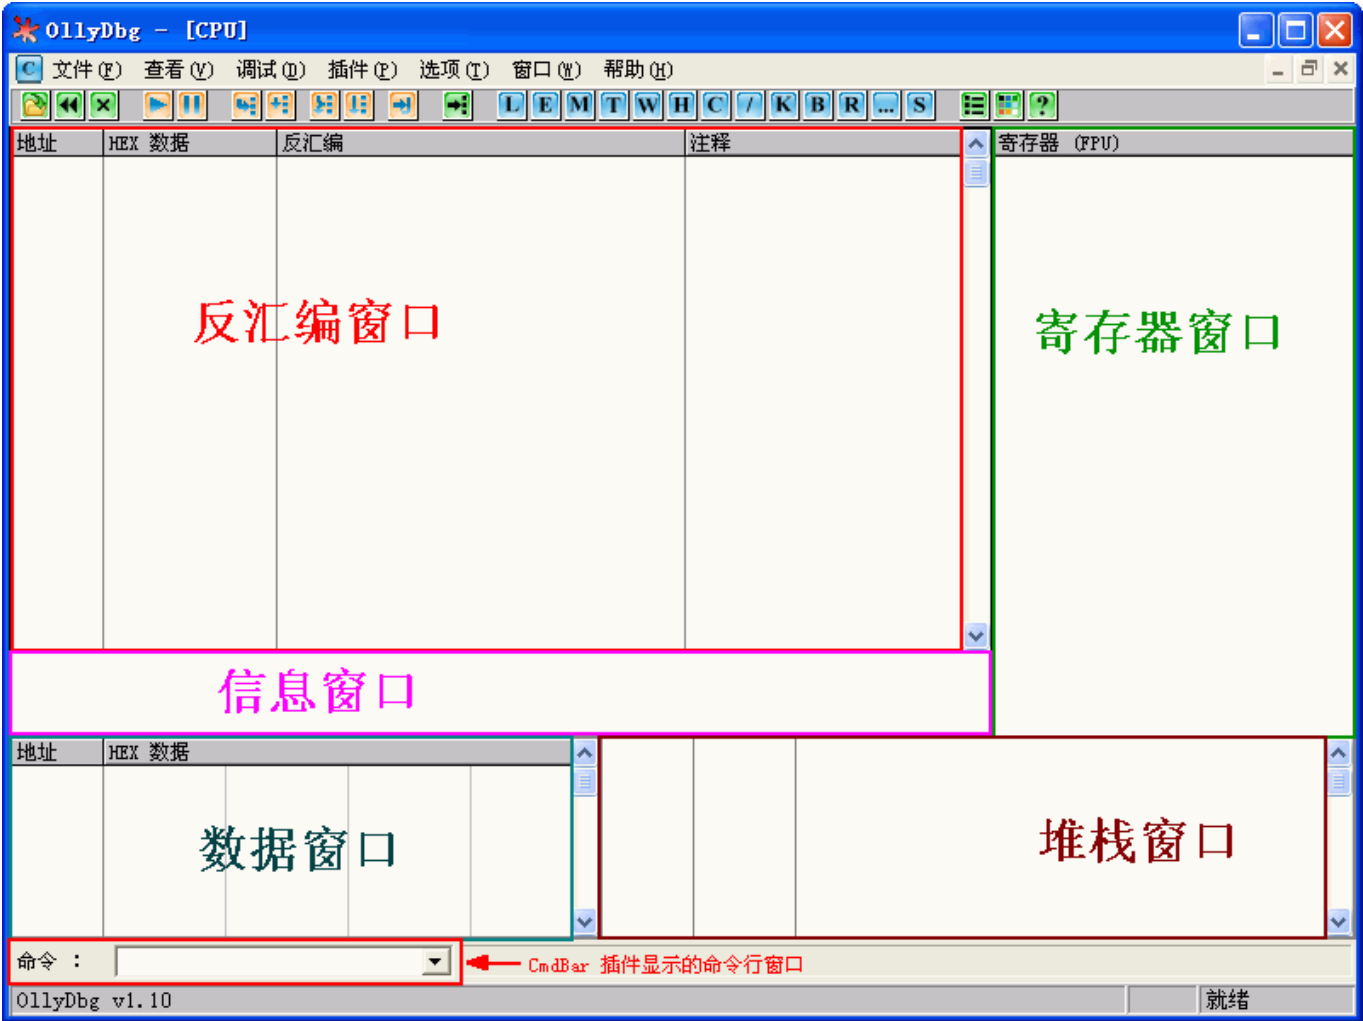 OllyDbg - [CPU]
C 文件(F) 查看(V) 调试(D) 插件(P) 选项(T) 窗口(W) 帮助(H)
L E M T W H C / K B R ... S ?
地址 HEX 数据 反汇编 注释 寄存器 (FPU)
反汇编窗口
寄存器窗口
信息窗口
地址 HEX 数据
数据窗口
堆栈窗口
命令 :
CmdBar 插件显示的命令行窗口
OllyDbg v1.10 就绪